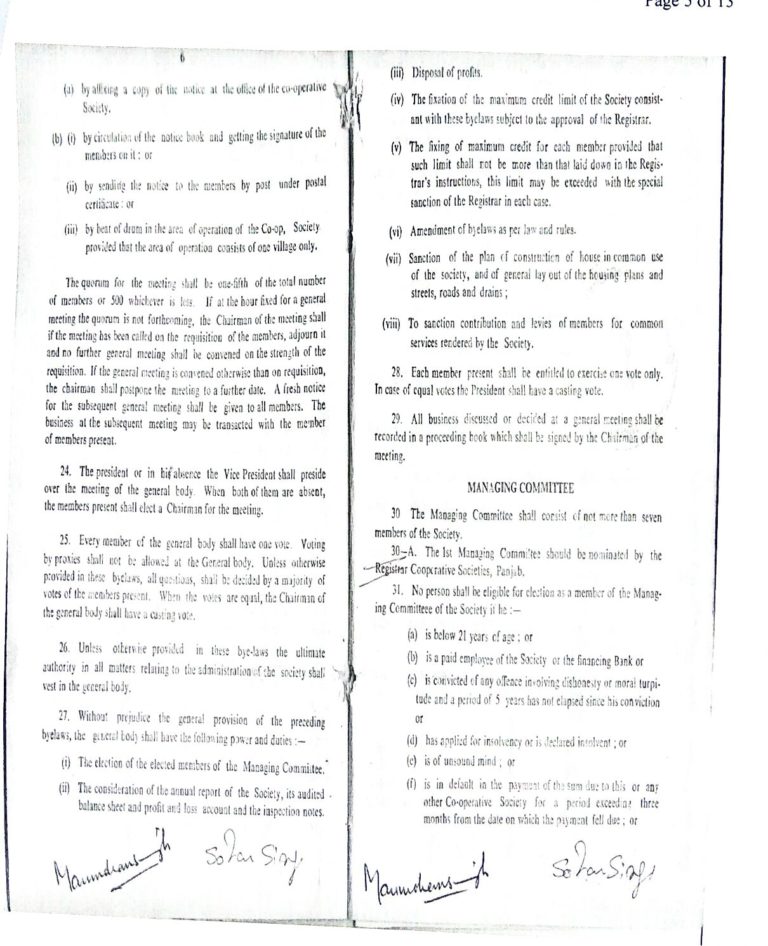 Page 5 of 13
6
(a) by affixing a copy of the notice at the office of the co-operative
Society.
(b) (i) by circulation of the notice book and getting the signature of the
members on it : or
(ii) by sending the notice to the members by post under postal
certificate : or
(iii) by beat of drum in the area of operation of the Co-op, Society
provided that the area of operation consists of one village only.
The quorum for the meeting shall be one-fifth of the total number
of members or 500 whichever is less. If at the hour fixed for a general
meeting the quorum is not forthcoming, the Chairman of the meeting shall
if the meeting has been called on the requisition of the members, adjourn it
and no further general meeting shall be convened on the strength of the
requisition. If the general meeting is convened otherwise than on requisition,
the chairman shall postpone the meeting to a further date. A fresh notice
for the subsequent general meeting shall be given to all members. The
business at the subsequent meeting may be transacted with the member
of members present.
24. The president or in his absence the Vice President shall preside
over the meeting of the general body. When both of them are absent,
the members present shall elect a Chairman for the meeting.
25. Every member of the general body shall have one vote. Voting
by proxies shall not be allowed at the General body. Unless otherwise
provided in these byelaws, all questions, shall be decided by a majority of
votes of the members present. When the votes are equal, the Chairman of
the general body shall have a casting vote.
26. Unless otherwise provided in these bye-laws the ultimate
authority in all matters relating to the administration of the society shall
vest in the general body.
27. Without prejudice the general provision of the preceding
byelaws, the general body shall have the following power and duties :—
(i) The election of the elected members of the Managing Committee.
(ii) The consideration of the annual report of the Society, its audited
balance sheet and profit and loss account and the inspection notes.
Sohan Singh
(iii) Disposal of profits.
(iv) The fixation of the maximum credit limit of the Society consist-
ant with these byelaws subject to the approval of the Registrar.
(v) The fixing of maximum credit for each member provided that
such limit shall not be more than that laid down in the Regis-
trar's instructions, this limit may be exceeded with the special
sanction of the Registrar in each case.
(vi) Amendment of byelaws as per law and rules.
(vii) Sanction of the plan of construction of house in common use
of the society, and of general lay out of the housing plans and
streets, roads and drains ;
(viii) To sanction contribution and levies of members for common
services rendered by the Society.
28. Each member present shall be entitled to exercise one vote only.
In case of equal votes the President shall have a casting vote.
29. All business discussed or decided at a general meeting shall be
recorded in a proceeding book which shall be signed by the Chairman of the
meeting.
MANAGING COMMITTEE
30 The Managing Committee shall consist of not more than seven
members of the Society.
30—A. The 1st Managing Committee should be nominated by the
Registrar Cooperative Societies, Punjab.
31. No person shall be eligible for election as a member of the Manag-
ing Committeee of the Society it he :—
(a) is below 21 years of age ; or
(b) is a paid employee of the Society or the financing Bank or
(c) is convicted of any offence involving dishonesty or moral turpi-
tude and a period of 5 years has not elapsed since his conviction
or
(d) has applied for insolvency or is declared insolvent ; or
(e) is of unsound mind ; or
(f) is in default in the payment of the sum due to this or any
other Co-operative Society for a period exceeding three
months from the date on which the payment fell due ; or
Sohan Singh